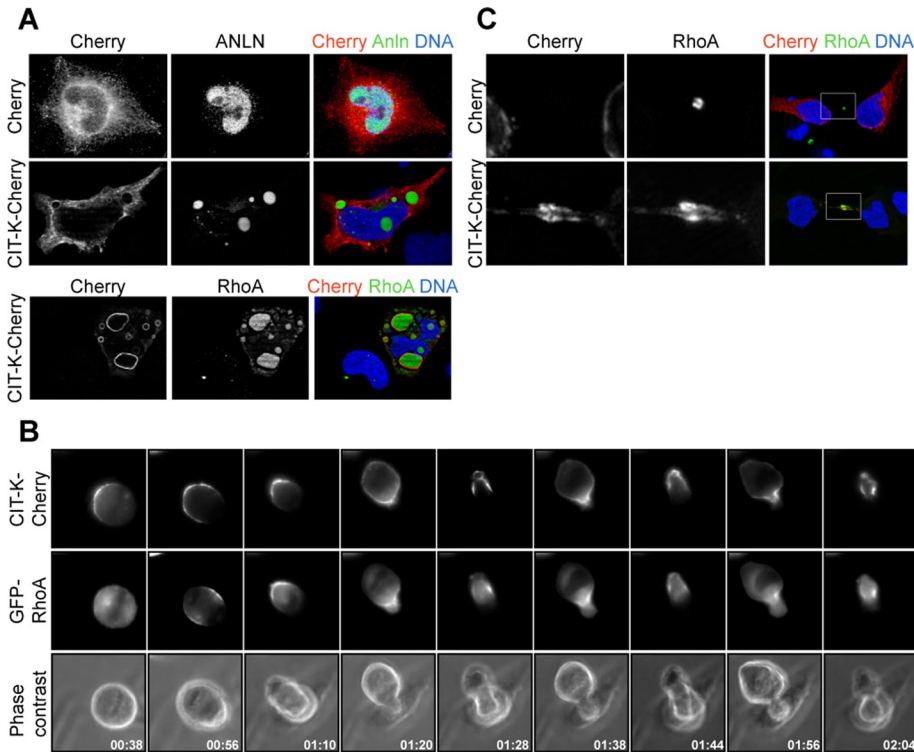 A
Cherry ANLN Cherry Anln DNA
Cherry
CIT-K-Cherry
Cherry RhoA Cherry RhoA DNA
CIT-K-Cherry
C
Cherry RhoA Cherry RhoA DNA
Cherry
CIT-K-Cherry
B
CIT-K-
Cherry
GFP-
RhoA
Phase
contrast
00:38 00:56 01:10 01:20 01:28 01:38 01:44 01:56 02:04